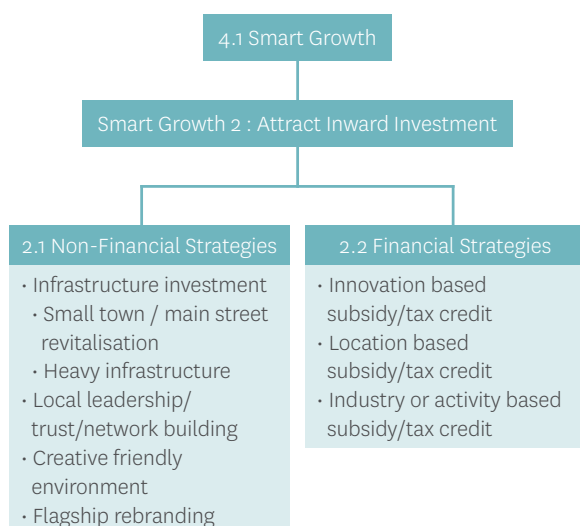 4.1 Smart Growth
Smart Growth 2 : Attract Inward Investment
2.1 Non-Financial Strategies
· Infrastructure investment
· Small town / main street
revitalisation
· Heavy infrastructure
· Local leadership/
trust/network building
· Creative friendly
environment
· Flagship rebranding
2.2 Financial Strategies
· Innovation based
subsidy/tax credit
· Location based
subsidy/tax credit
· Industry or activity based
subsidy/tax credit